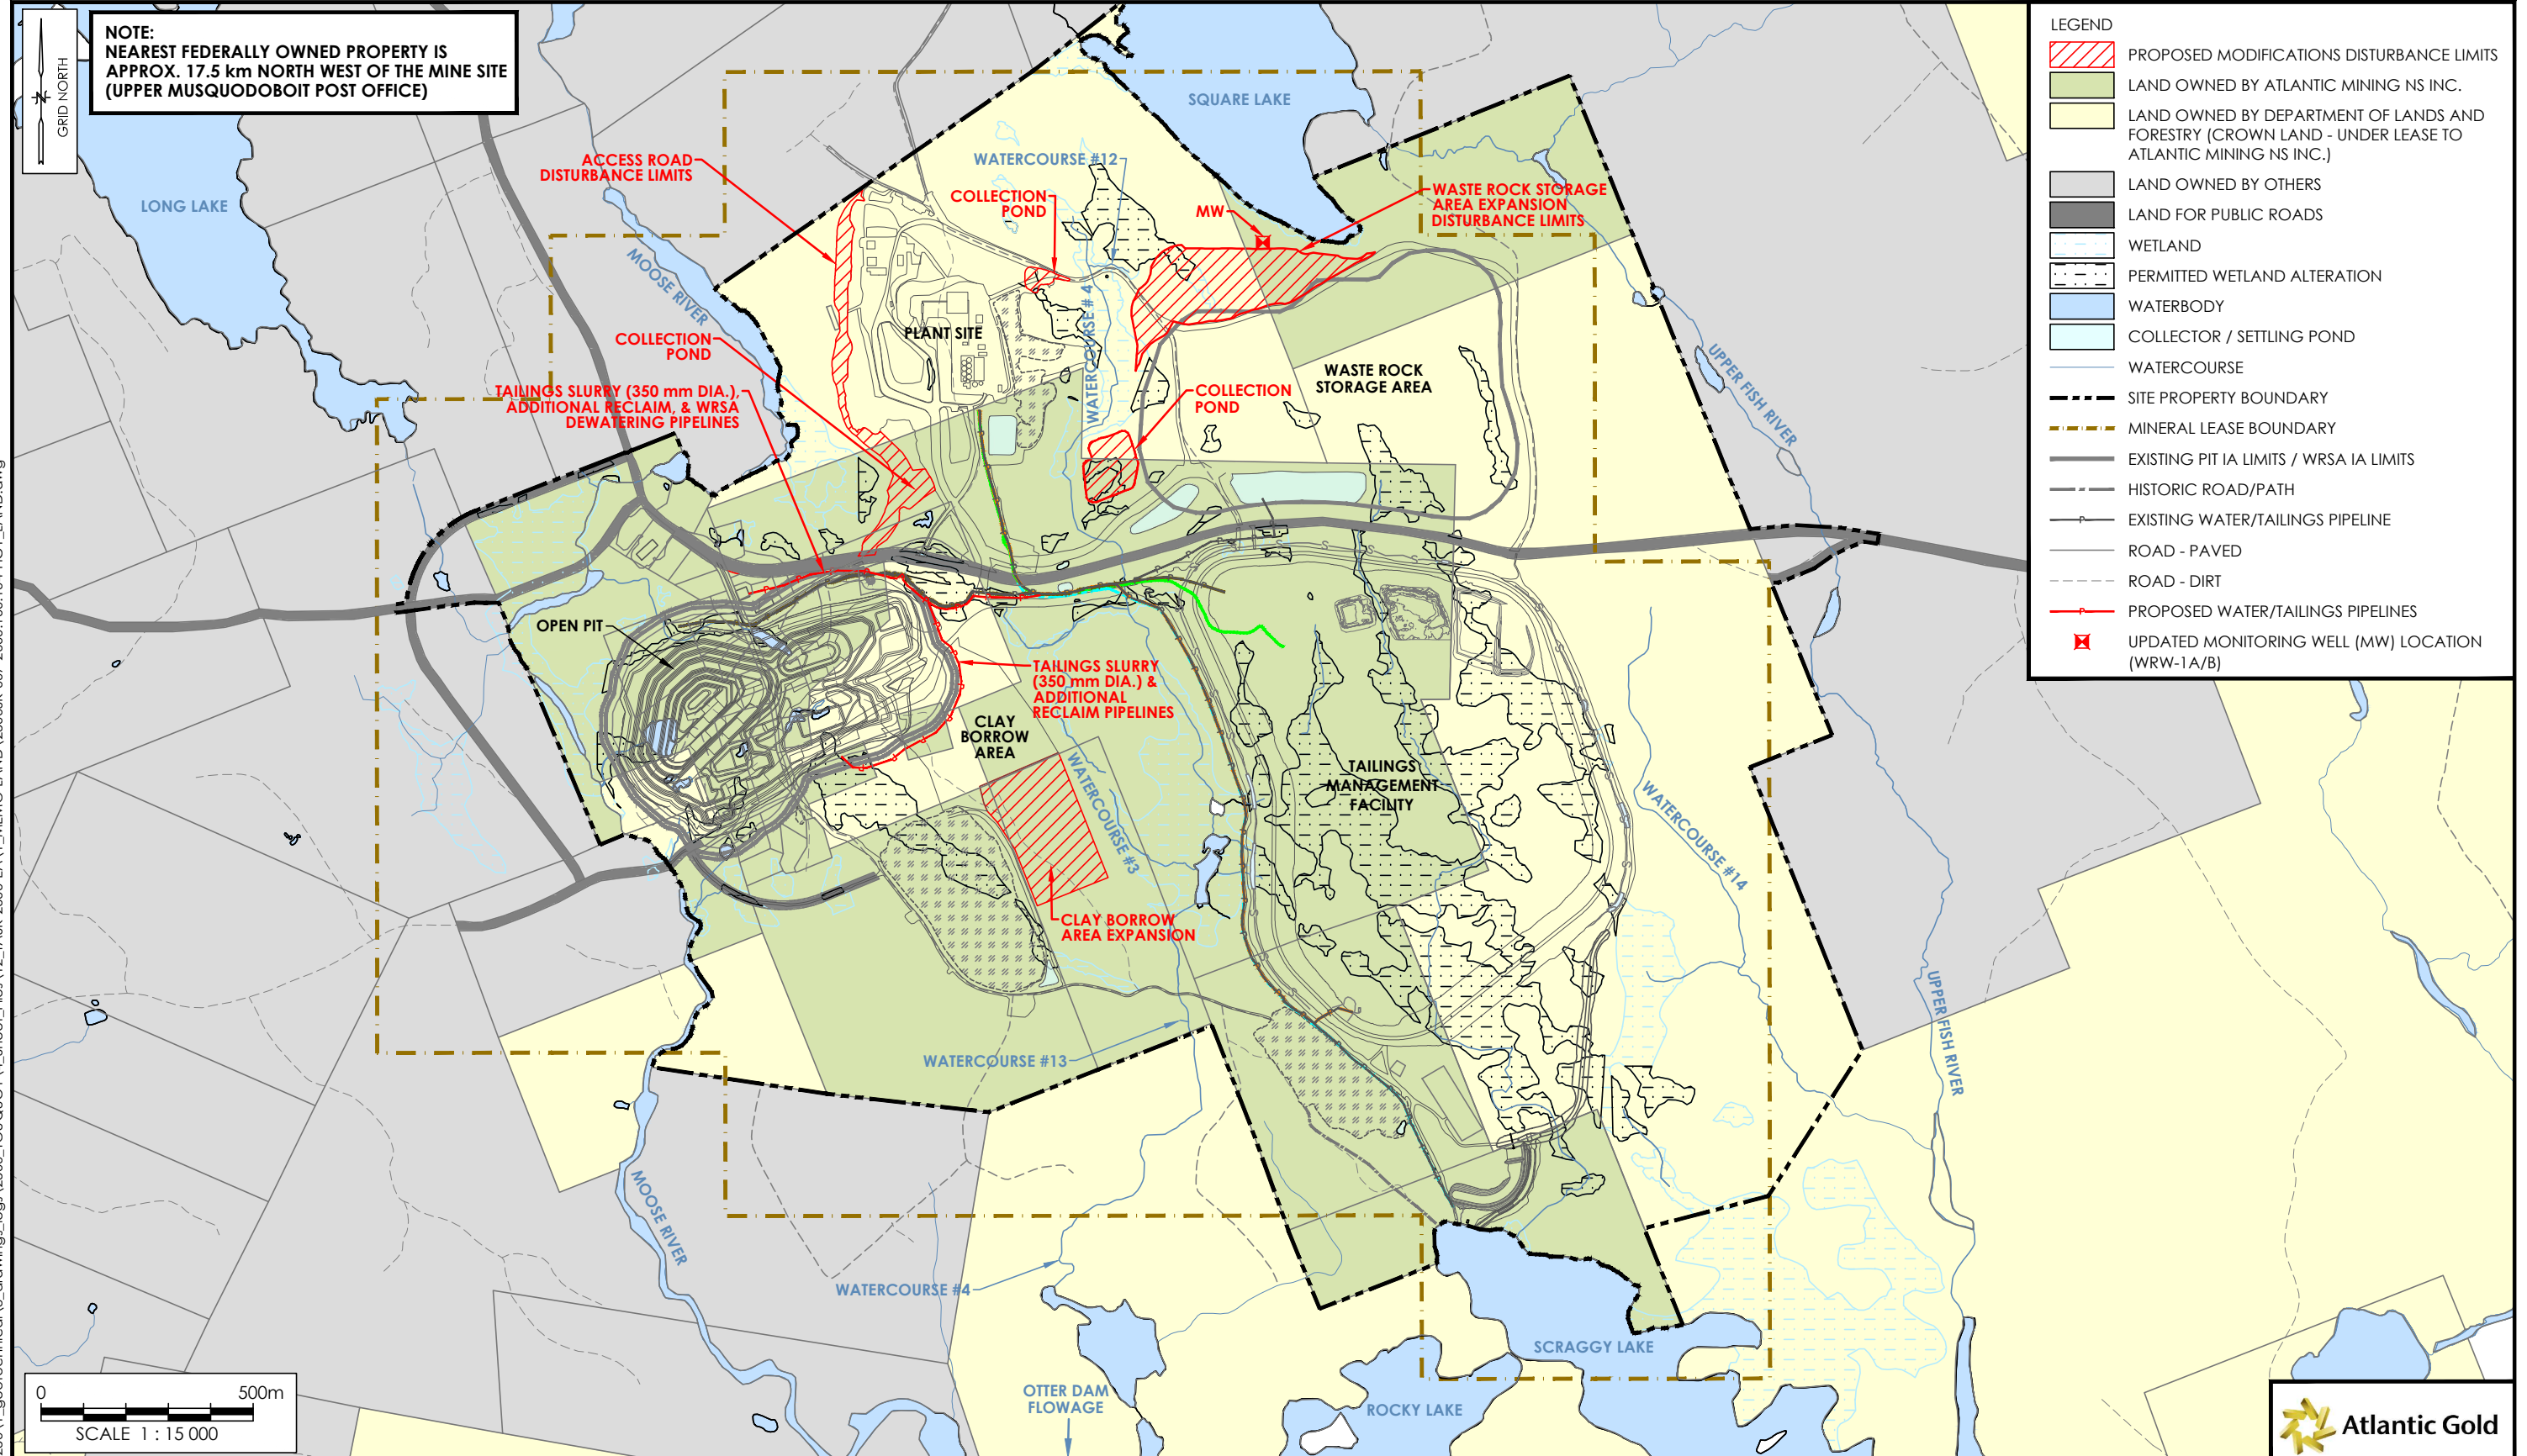 NOTE:
NEAREST FEDERALLY OWNED PROPERTY IS
APPROX. 17.5 km NORTH WEST OF THE MINE SITE
(UPPER MUSQUODOBOIT POST OFFICE)
GRID NORTH
LONG LAKE
SQUARE LAKE
ACCESS ROAD
DISTURBANCE LIMITS
WATERCOURSE #12
COLLECTION
POND
MW
WASTE ROCK STORAGE
AREA EXPANSION
DISTURBANCE LIMITS
MOOSE RIVER
WATERCOURSE # 4
PLANT SITE
COLLECTION
POND
WASTE ROCK
STORAGE AREA
UPPER FISH RIVER
TAILINGS SLURRY (350 mm DIA.),
ADDITIONAL RECLAIM, & WRSA
DEWATERING PIPELINES
COLLECTION
POND
OPEN PIT
TAILINGS SLURRY
(350 mm DIA.) &
ADDITIONAL
RECLAIM PIPELINES
CLAY
BORROW
AREA
WATERCOURSE #3
TAILINGS
MANAGEMENT
FACILITY
WATERCOURSE #14
CLAY BORROW
AREA EXPANSION
UPPER FISH RIVER
WATERCOURSE #13
MOOSE RIVER
WATERCOURSE #4
SCRAGGY LAKE
OTTER DAM
FLOWAGE
ROCKY LAKE
0 500m
SCALE 1 : 15 000
LEGEND
PROPOSED MODIFICATIONS DISTURBANCE LIMITS
LAND OWNED BY ATLANTIC MINING NS INC.
LAND OWNED BY DEPARTMENT OF LANDS AND
FORESTRY (CROWN LAND - UNDER LEASE TO
ATLANTIC MINING NS INC.)
LAND OWNED BY OTHERS
LAND FOR PUBLIC ROADS
WETLAND
PERMITTED WETLAND ALTERATION
WATERBODY
COLLECTOR / SETTLING POND
WATERCOURSE
SITE PROPERTY BOUNDARY
MINERAL LEASE BOUNDARY
EXISTING PIT IA LIMITS / WRSA IA LIMITS
HISTORIC ROAD/PATH
EXISTING WATER/TAILINGS PIPELINE
ROAD - PAVED
ROAD - DIRT
PROPOSED WATER/TAILINGS PIPELINES
UPDATED MONITORING WELL (MW) LOCATION
(WRW-1A/B)
Atlantic Gold